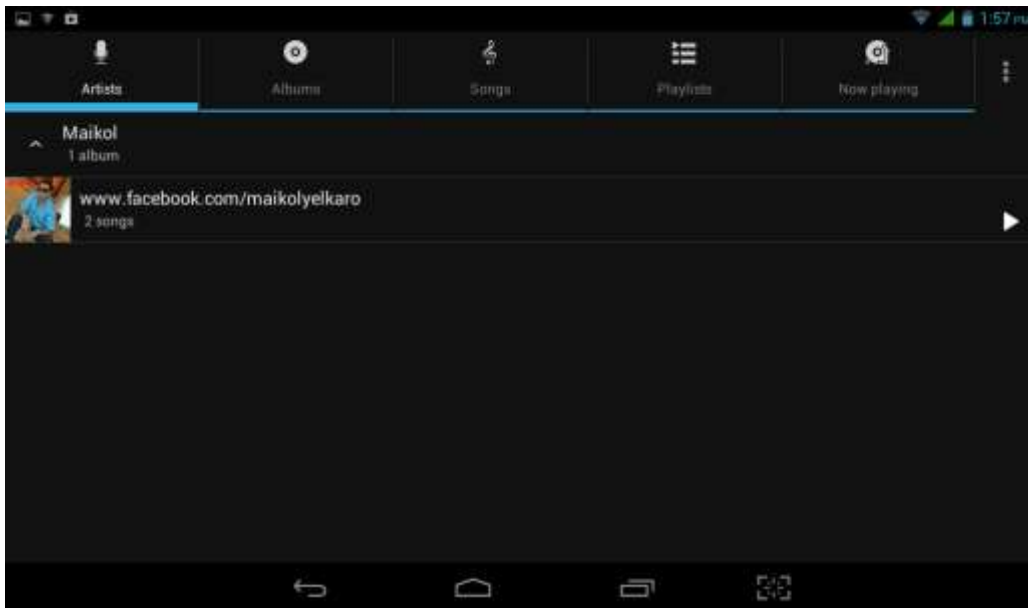 1:57
Artists
Albums
Songs
Playlists
Now playing
Maikol
1 album
www.facebook.com/maikolyelkaro
2 songs